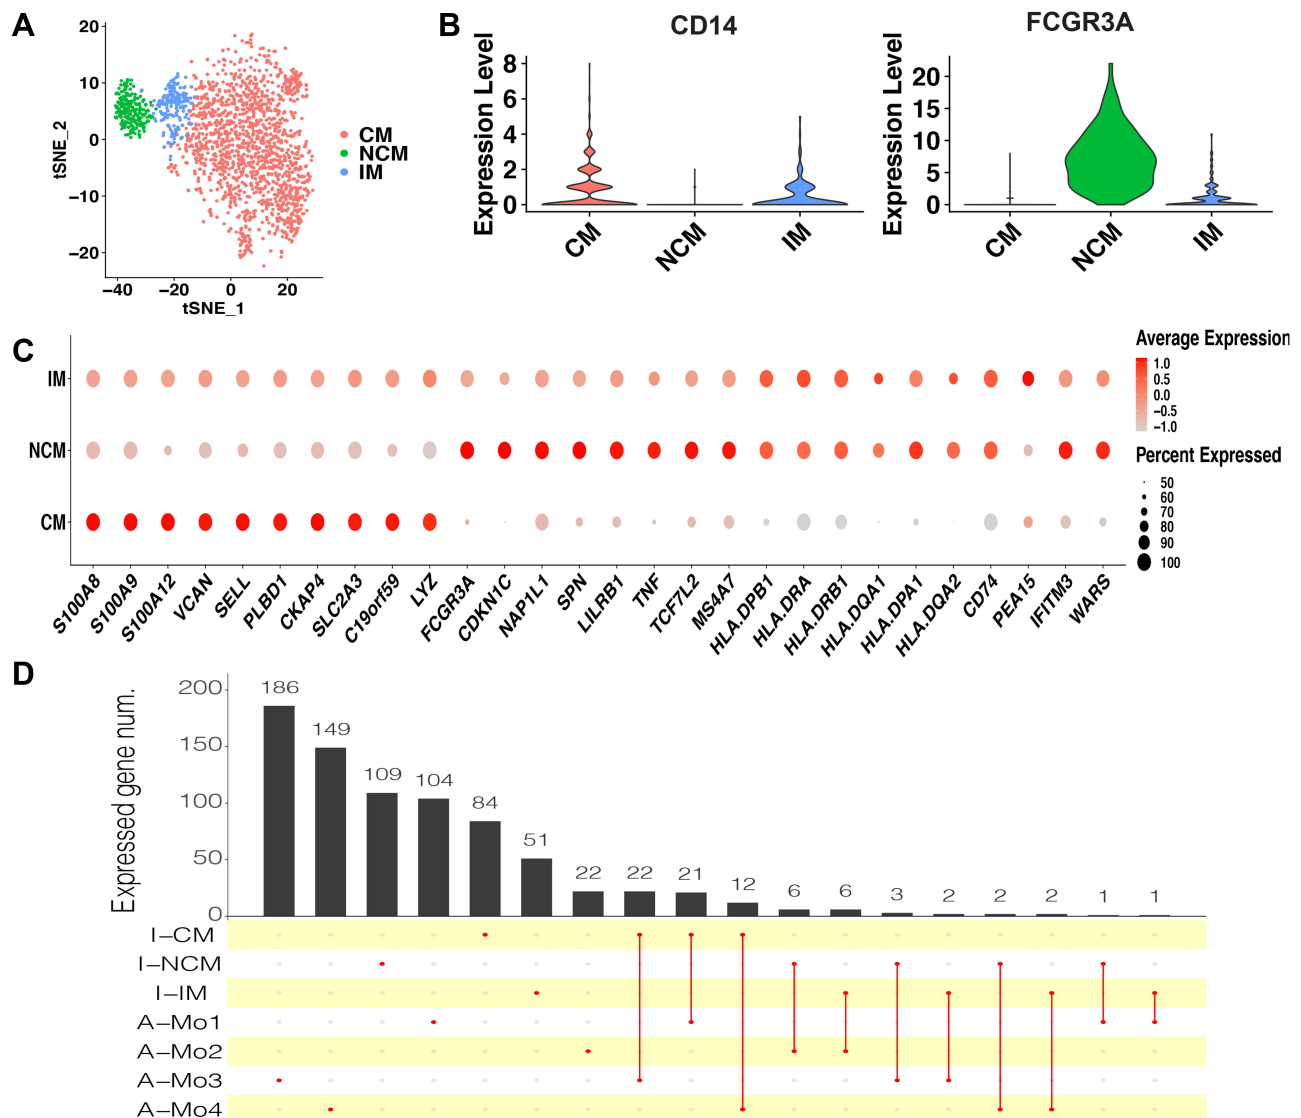 A
20
10
0
−10
−20
tSNE_2
−40 −20 0 20
tSNE_1
CM
NCM
IM
B
CD14
Expression Level
8
6
4
2
0
CM NCM IM
FCGR3A
Expression Level
20
15
10
5
0
CM NCM IM
C
IM
NCM
CM
S100A8 S100A9 S100A12 VCAN SELL PLBD1 CKAP4 SLC2A3 C19orf59 LYZ FCGR3A CDKN1C NAP1L1 SPN LILRB1 TNF TCF7L2 MS4A7 HLA.DPB1 HLA.DRA HLA.DRB1 HLA.DQA1 HLA.DPA1 HLA.DQA2 CD74 PEA15 IFITM3 WARS
Average Expression
1.0
0.5
0.0
−0.5
−1.0
Percent Expressed
50
60
70
80
90
100
D
Expressed gene num.
200
150
100
50
0
186 149 109 104 84 51 22 22 21 12 6 6 3 2 2 2 1 1
I−CM
I−NCM
I−IM
A−Mo1
A−Mo2
A−Mo3
A−Mo4